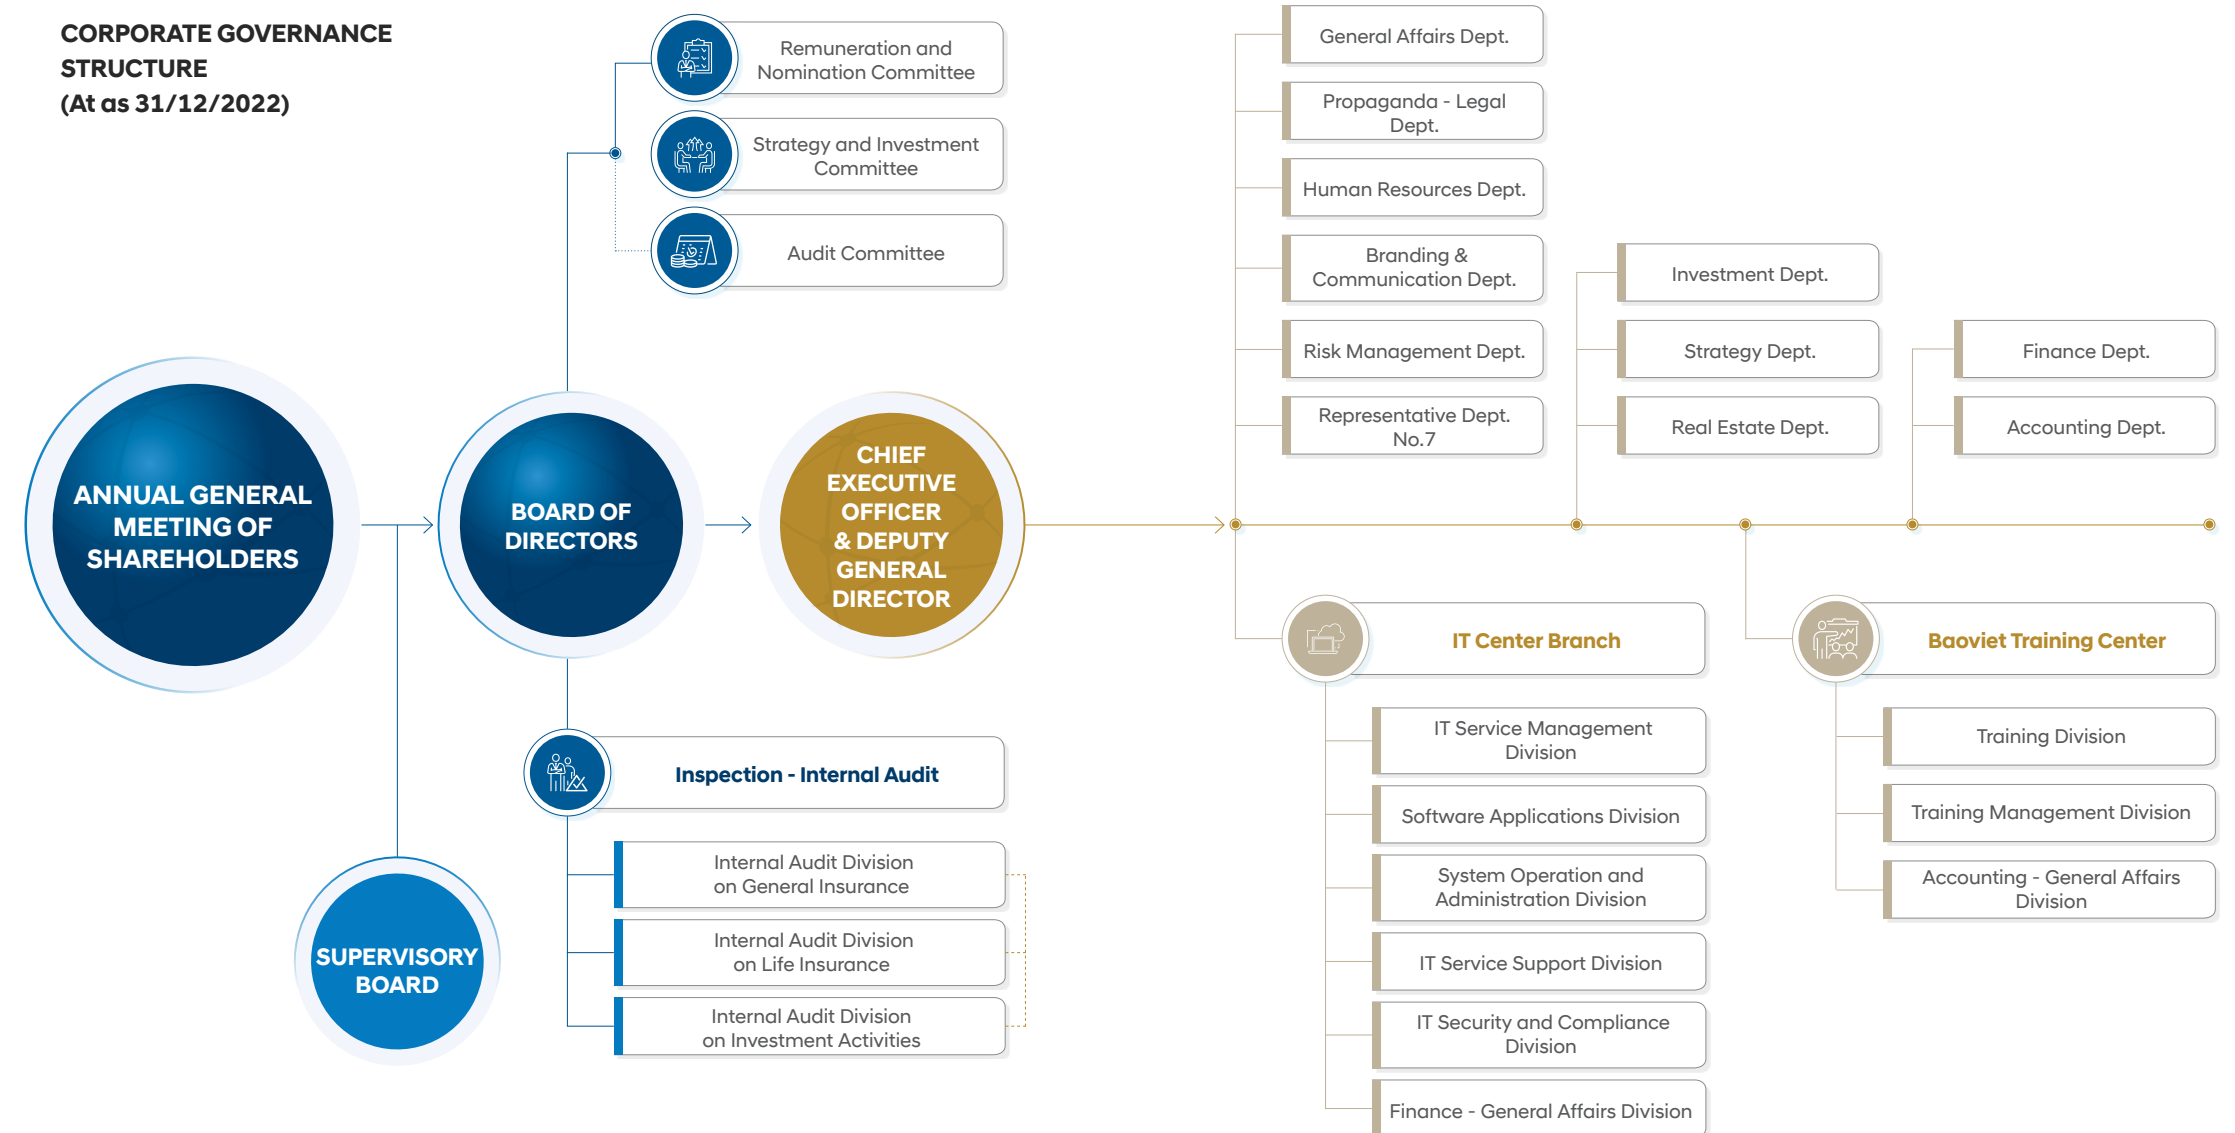 CORPORATE GOVERNANCE
STRUCTURE
(At as 31/12/2022)
Remuneration and
Nomination Committee
Strategy and Investment
Committee
Audit Committee
ANNUAL GENERAL
MEETING OF
SHAREHOLDERS
BOARD OF
DIRECTORS
CHIEF
EXECUTIVE
OFFICER
& DEPUTY
GENERAL
DIRECTOR
SUPERVISORY
BOARD
Inspection - Internal Audit
Internal Audit Division
on General Insurance
Internal Audit Division
on Life Insurance
Internal Audit Division
on Investment Activities
General Affairs Dept.
Propaganda - Legal
Dept.
Human Resources Dept.
Branding &
Communication Dept.
Risk Management Dept.
Representative Dept.
No.7
Investment Dept.
Strategy Dept.
Real Estate Dept.
Finance Dept.
Accounting Dept.
IT Center Branch
IT Service Management
Division
Software Applications Division
System Operation and
Administration Division
IT Service Support Division
IT Security and Compliance
Division
Finance - General Affairs Division
Baoviet Training Center
Training Division
Training Management Division
Accounting - General Affairs
Division